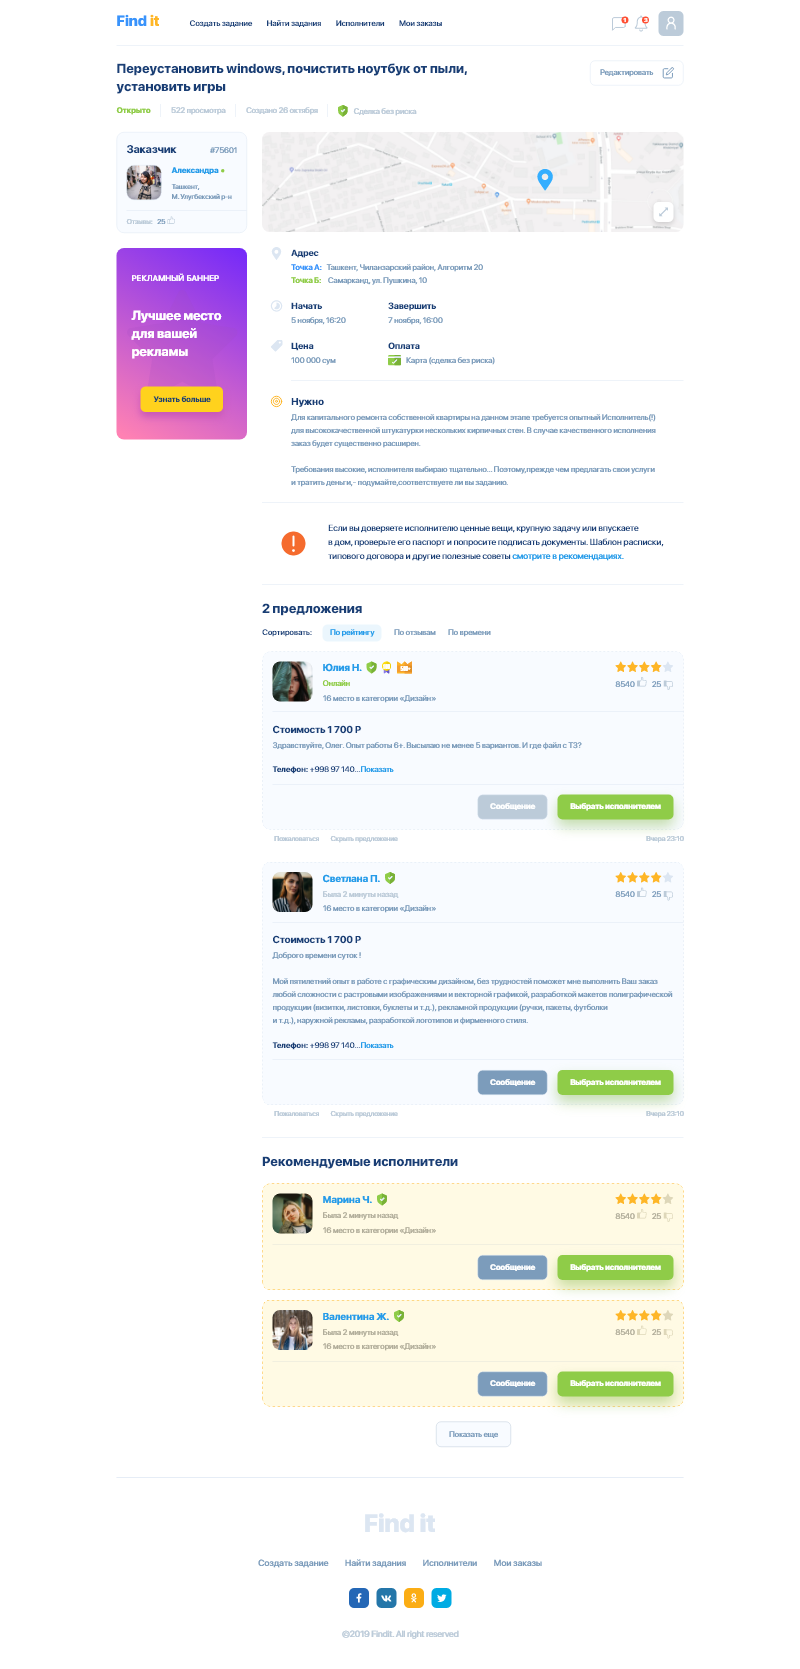 Find it
Создать задание Найти задания Исполнители Мои заказы
Переустановить windows, почистить ноутбук от пыли,
установить игры
Редактировать
Открыто 522 просмотра Создано 26 октября Сделка без риска
Заказчик #75601
Александра
Ташкент,
М.Улугбекский р-н
Отзывы: 25
РЕКЛАМНЫЙ БАННЕР
Лучшее место
для вашей
рекламы
Узнать больше
Адрес
Точка А: Ташкент, Чиланзарский район, Алгоритм 20
Точка Б: Самарканд, ул. Пушкина, 10
Начать Завершить
5 ноября, 16:20 7 ноября, 16:00
Цена Оплата
100 000 сум Карта (сделка без риска)
Нужно
Для капитального ремонта собственной квартиры на данном этапе требуется опытный Исполнитель(!)
для высококачественной штукатурки нескольких кирпичных стен. В случае качественного исполнения
заказ будет существенно расширен.
Требования высокие, исполнителя выбираю тщательно... Поэтому,прежде чем предлагать свои услуги
и тратить деньги,- подумайте,соответствуете ли вы заданию.
Если вы доверяете исполнителю ценные вещи, крупную задачу или впускаете
в дом, проверьте его паспорт и попросите подписать документы. Шаблон расписки,
типового договора и другие полезные советы смотрите в рекомендациях.
2 предложения
Сортировать: По рейтингу По отзывам По времени
Юлия Н.
Онлайн
8540 25
16 место в категории «Дизайн»
Стоимость 1 700 Р
Здравствуйте, Олег. Опыт работы 6+. Высылаю не менее 5 вариантов. И где файл с ТЗ?
Телефон: +998 97 140...Показать
Сообщение Выбрать исполнителем
Пожаловаться Скрыть предложение Вчера 23:10
Светлана П.
Была 2 минуты назад 8540 25
16 место в категории «Дизайн»
Стоимость 1 700 Р
Доброго времени суток !
Мой пятилетний опыт в работе с графическим дизайном, без трудностей поможет мне выполнить Ваш заказ
любой сложности с растровыми изображениями и векторной графикой, разработкой макетов полиграфической
продукции (визитки, листовки, буклеты и т.д.), рекламной продукции (ручки, пакеты, футболки
и т.д.), наружной рекламы, разработкой логотипов и фирменного стиля.
Телефон: +998 97 140...Показать
Сообщение Выбрать исполнителем
Пожаловаться Скрыть предложение Вчера 23:10
Рекомендуемые исполнители
Марина Ч.
Была 2 минуты назад 8540 25
16 место в категории «Дизайн»
Сообщение Выбрать исполнителем
Валентина Ж.
Была 2 минуты назад 8540 25
16 место в категории «Дизайн»
Сообщение Выбрать исполнителем
Показать еще
Find it
Создать задание Найти задания Исполнители Мои заказы
©2019 Findit. All right reserved